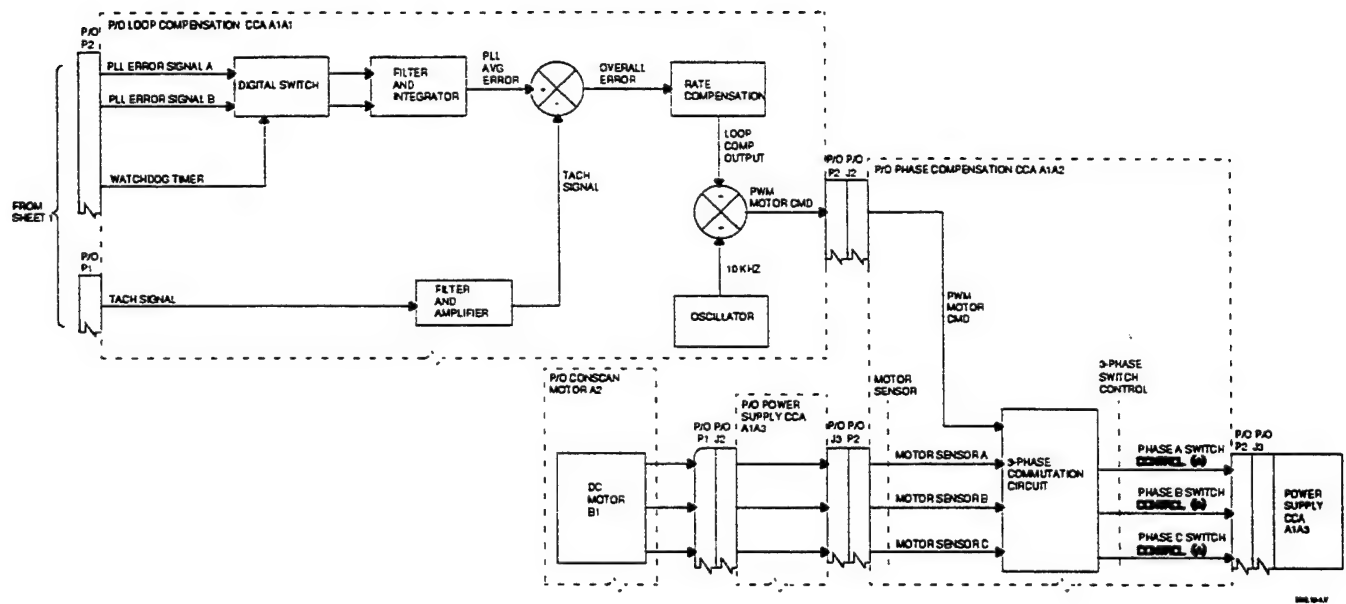 P/O LOOP COMPENSATION CCA A1A1
P/O
P2
PLL ERROR SIGNAL A
PLL ERROR SIGNAL B
WATCHDOG TIMER
FROM
SHEET 1
P/O
P1
TACH SIGNAL
DIGITAL SWITCH
FILTER
AND
INTEGRATOR
PLL
AVG
ERROR
OVERALL
ERROR
RATE
COMPENSATION
LOOP
COMP
OUTPUT
TACH
SIGNAL
PWM
MOTOR CMD
10 KHZ
OSCILLATOR
FILTER
AND
AMPLIFIER
P/O P/O
P2 J2
P/O PHASE COMPENSATION CCA A1A2
PWM
MOTOR
CMD
P/O CONSCAN
MOTOR A2
DC
MOTOR
B1
P/O P/O
P1 J2
P/O POWER
SUPPLY CCA
A1A3
P/O P/O
J3 P2
MOTOR
SENSOR
MOTOR SENSOR A
MOTOR SENSOR B
MOTOR SENSOR C
3-PHASE
COMMUTATION
CIRCUIT
3-PHASE
SWITCH
CONTROL
PHASE A SWITCH
CONTROL
PHASE B SWITCH
CONTROL
PHASE C SWITCH
CONTROL
P/O P/O
P2 J3
POWER
SUPPLY
CCA
A1A3